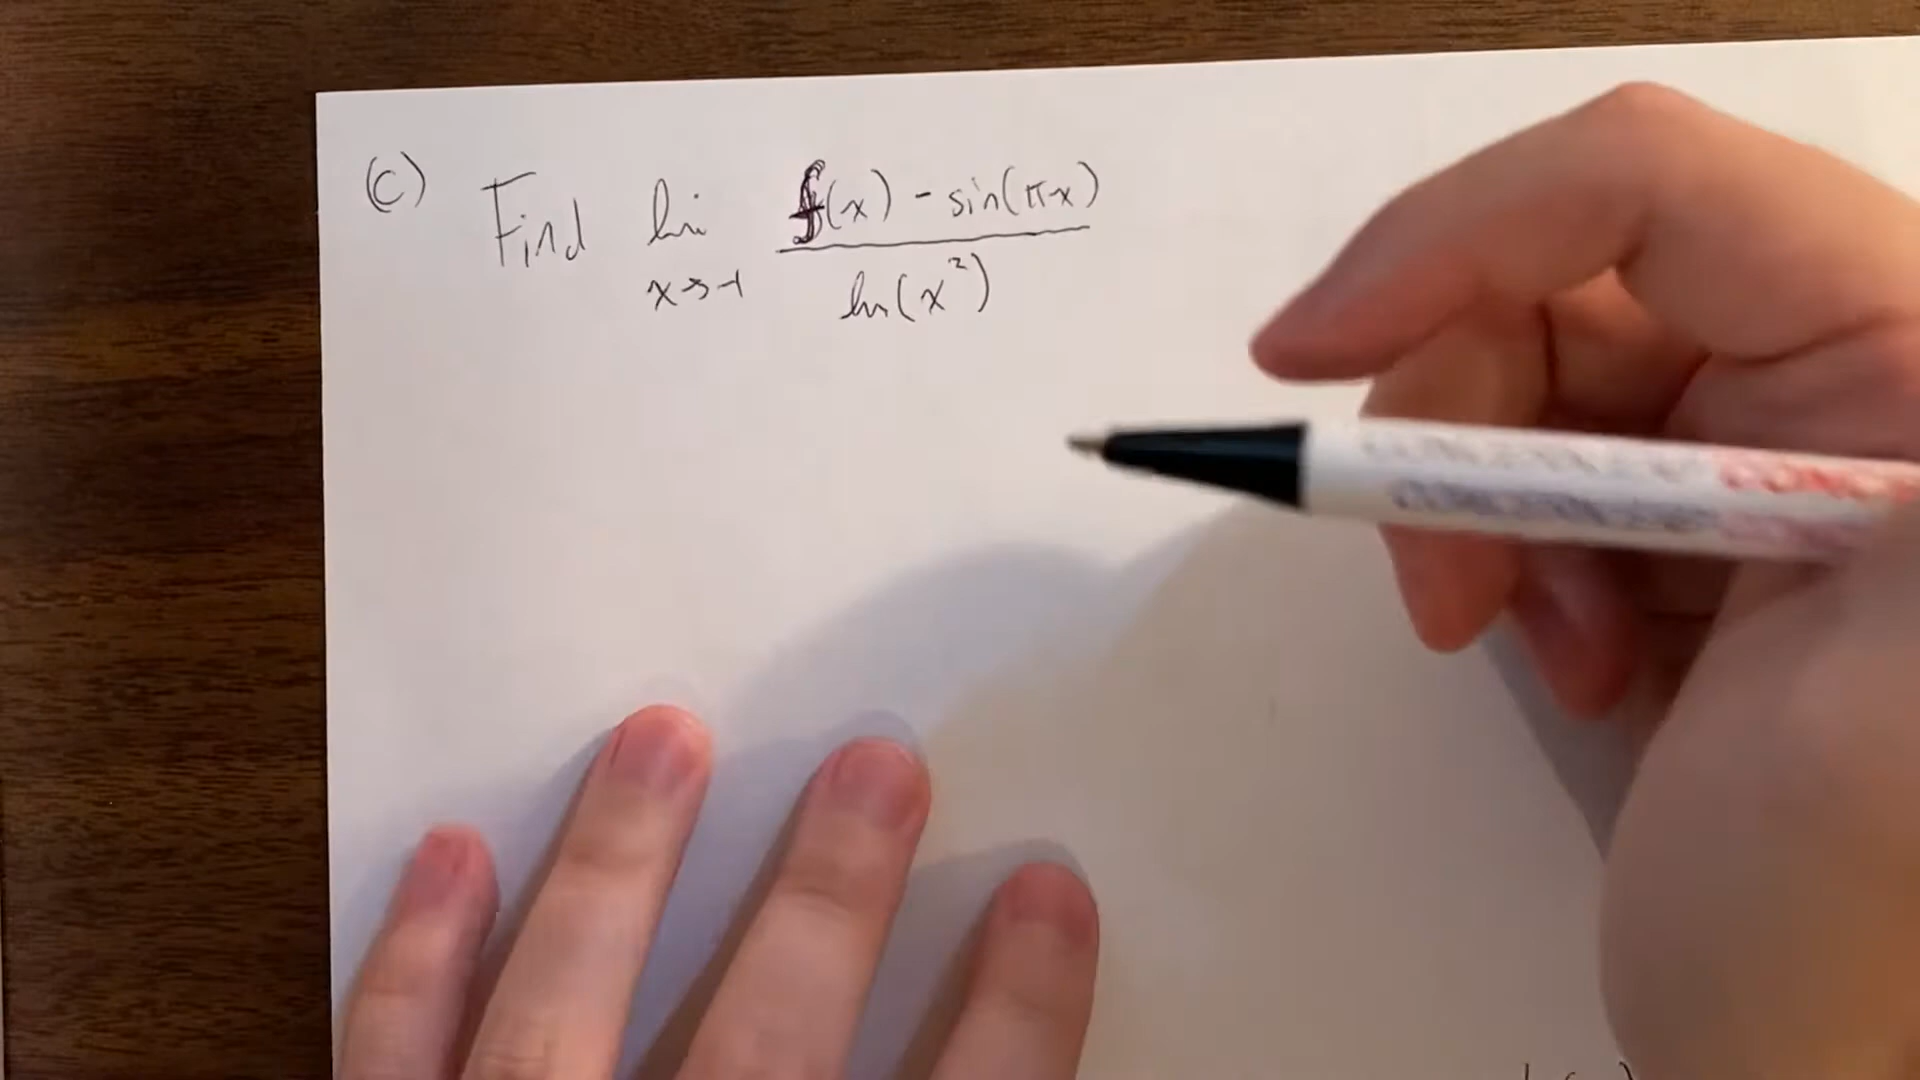 (c) Find lim x→-1 f(x) - sin(πx) / ln(x²)